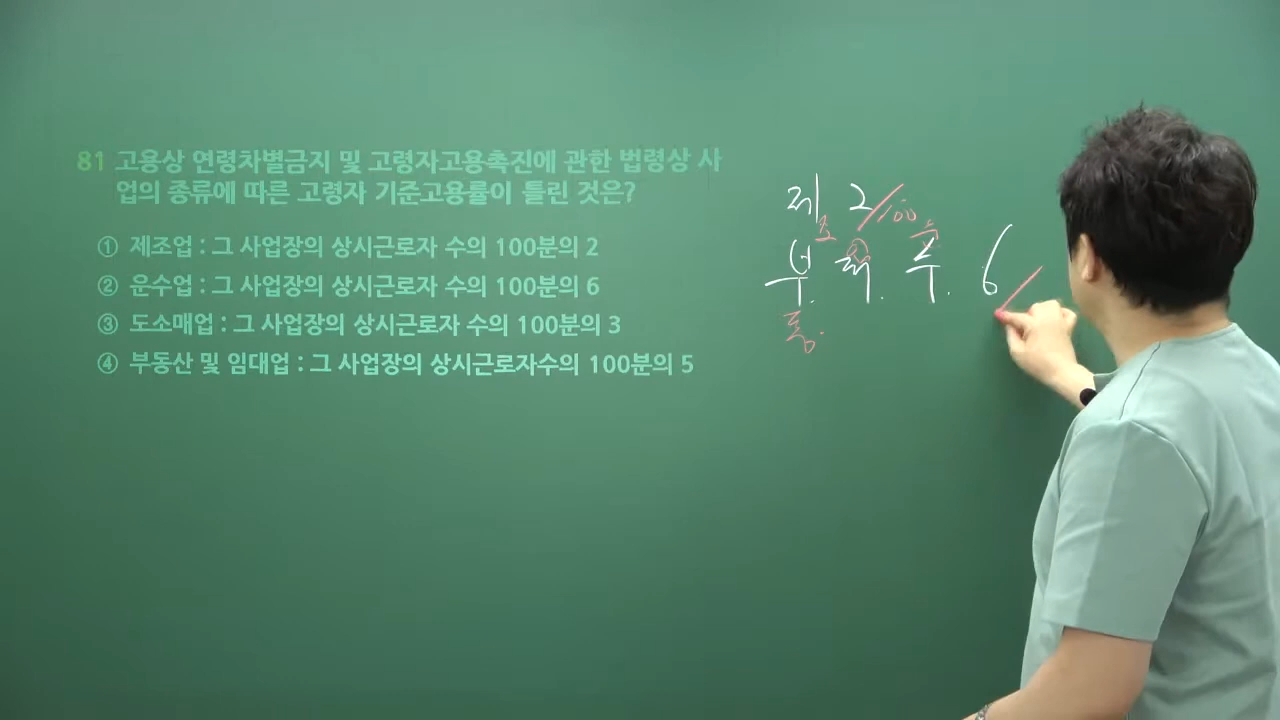 81 고용상 연령차별금지 및 고령자고용촉진에 관한 법령상 사
업의 종류에 따른 고령자 기준고용률이 틀린 것은?
① 제조업 : 그 사업장의 상시근로자 수의 100분의 2
② 운수업 : 그 사업장의 상시근로자 수의 100분의 6
③ 도소매업 : 그 사업장의 상시근로자 수의 100분의 3
④ 부동산 및 임대업 : 그 사업장의 상시근로자수의 100분의 5
제조 2/100
부. 수. 6
동.